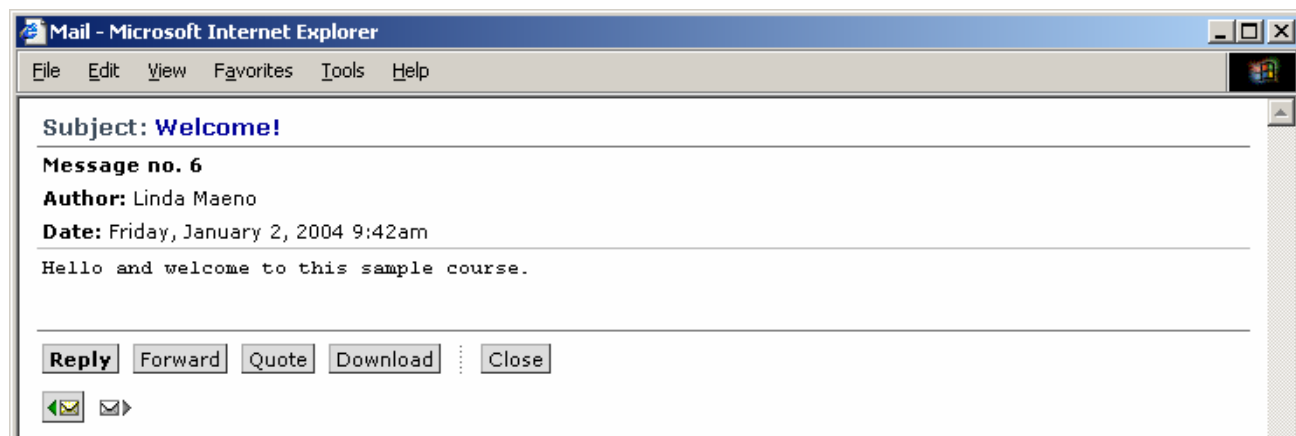 Mail - Microsoft Internet Explorer
File Edit View Favorites Tools Help
Subject: Welcome!
Message no. 6
Author: Linda Maeno
Date: Friday, January 2, 2004 9:42am
Hello and welcome to this sample course.
Reply Forward Quote Download Close